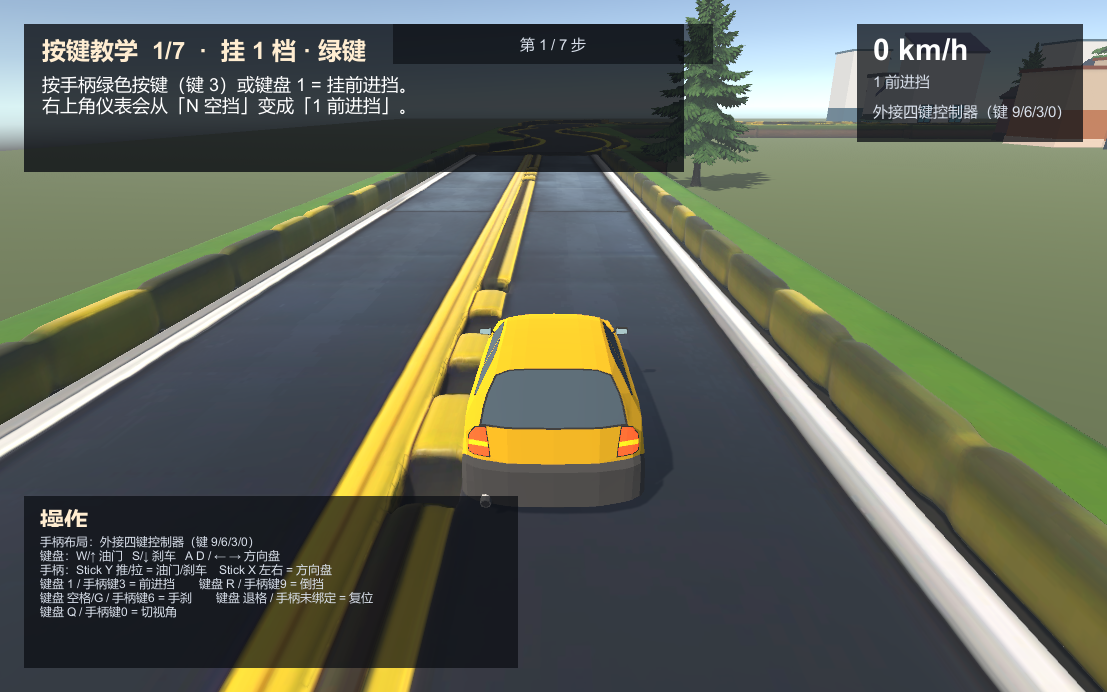 按键教学 1/7 · 挂 1 档 · 绿键
按手柄绿色按键（键 3）或键盘 1 = 挂前进挡。
右上角仪表会从「N 空挡」变成「1 前进挡」。
第 1 / 7 步
0 km/h
1 前进挡
外接四键控制器（键 9/6/3/0）
操作
手柄布局：外接四键控制器（键 9/6/3/0）
键盘：W/↑ 油门 S/↓ 刹车 A D / ← → 方向盘
手柄：Stick Y 推/拉 = 油门/刹车 Stick X 左右 = 方向盘
键盘 1 / 手柄键3 = 前进挡 键盘 R / 手柄键9 = 倒挡
键盘 空格/G / 手柄键6 = 手刹 键盘 退格 / 手柄未绑定 = 复位
键盘 Q / 手柄键0 = 切视角